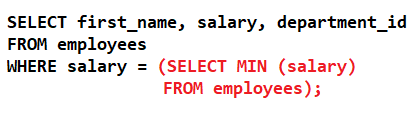 SELECT first_name, salary, department_id
FROM employees
WHERE salary = (SELECT MIN (salary)
FROM employees);